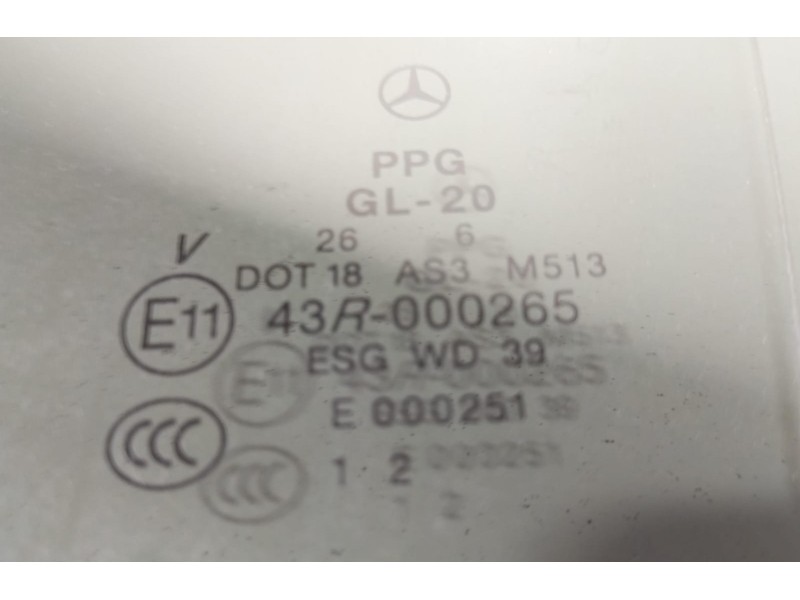 PPG
GL-20
26 6
V
DOT 18 AS3 M513
E11 43R-000265
ESG WD 39
E 000251
CCC
1 2